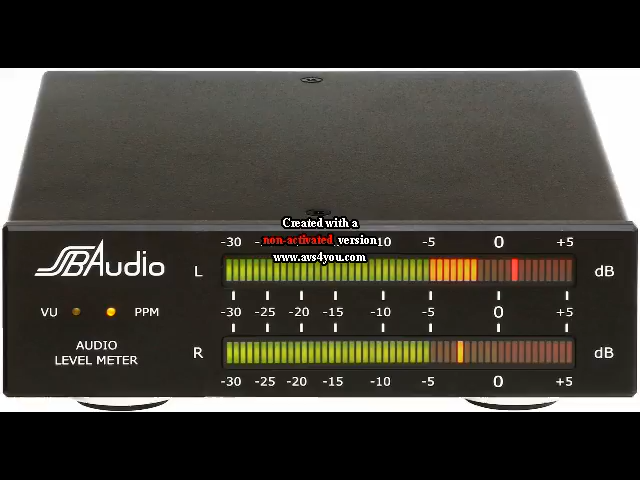 Created with a
non-activated version
www.avs4you.com
-30 -10 -5 0 +5
SBAudio
L dB
VU PPM -30 -25 -20 -15 -10 -5 0 +5
AUDIO
LEVEL METER
R dB
-30 -25 -20 -15 -10 -5 0 +5